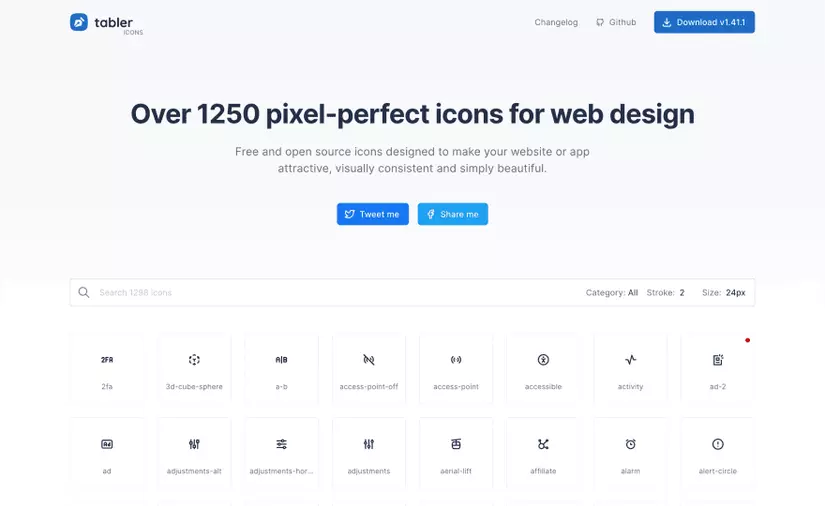 tabler
ICONS
Changelog
Github
Download v1.41.1
Over 1250 pixel-perfect icons for web design
Free and open source icons designed to make your website or app
attractive, visually consistent and simply beautiful.
Tweet me
Share me
Search 1298 icons
Category: All
Stroke: 2
Size: 24px
2FA
A|B
2fa
3d-cube-sphere
a-b
access-point-off
access-point
accessible
activity
ad-2
Ad
ad
adjustments-alt
adjustments-hor...
adjustments
aerial-lift
affiliate
alarm
alert-circle